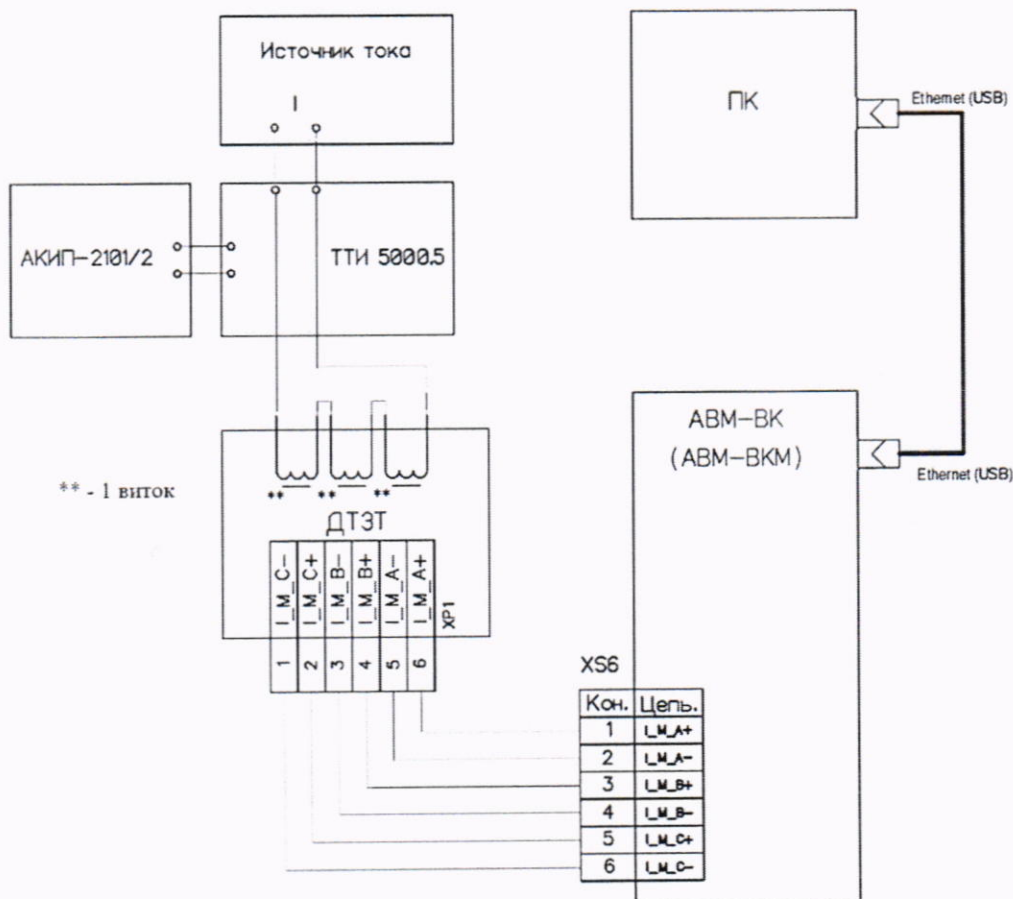 Источник тока
I
ПК
Ethernet (USB)
АКИП-2101/2
ТТИ 5000.5
АВМ-ВК
(АВМ-ВКМ)
Ethernet (USB)
** - 1 виток
** ** **
ДТЗТ
I_M_C-
I_M_C+
I_M_B-
I_M_B+
I_M_A-
I_M_A+
XP1
1 2 3 4 5 6
XS6
Кон. Цепь.
1 I_M_A+
2 I_M_A-
3 I_M_B+
4 I_M_B-
5 I_M_C+
6 I_M_C-